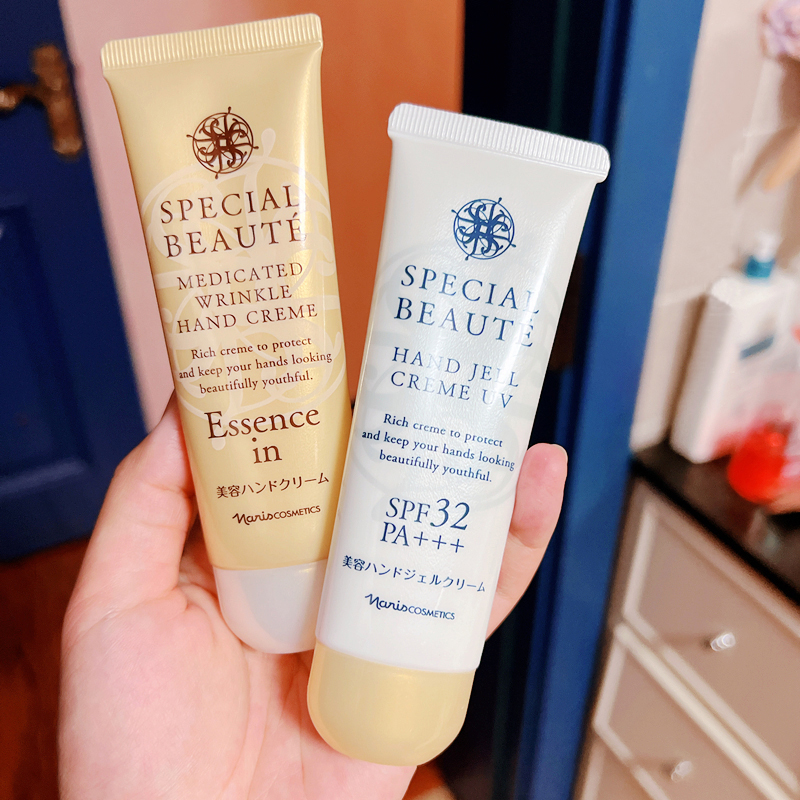 SPECIAL
BEAUTÉ
MEDICATED
WRINKLE
HAND CREME
Rich creme to protect
and keep your hands looking
beautifully youthful.
Essence
in
美容ハンドクリーム
naris COSMETICS
SPECIAL
BEAUTÉ
HAND JELL
CREME UV
Rich creme to protect
and keep your hands looking
beautifully youthful.
SPF32
PA+++
美容ハンドジェルクリーム
naris COSMETICS